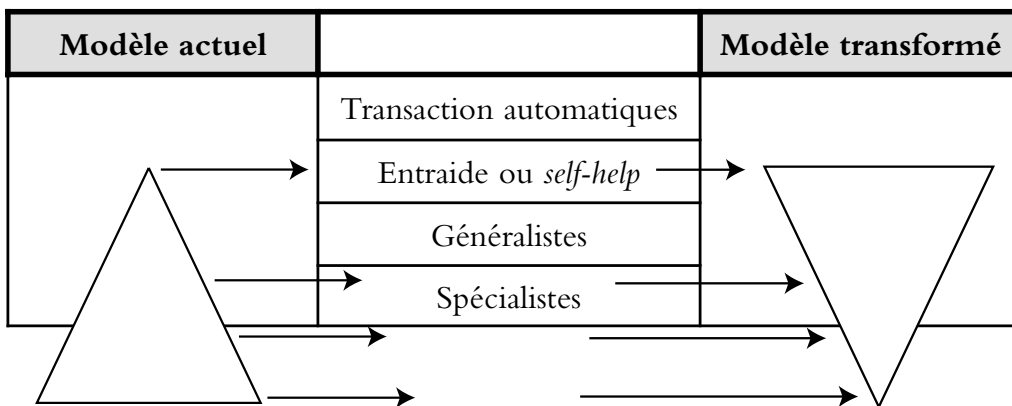 Modèle actuel
Modèle transformé
Transaction automatiques
Entraide ou self-help
Généralistes
Spécialistes